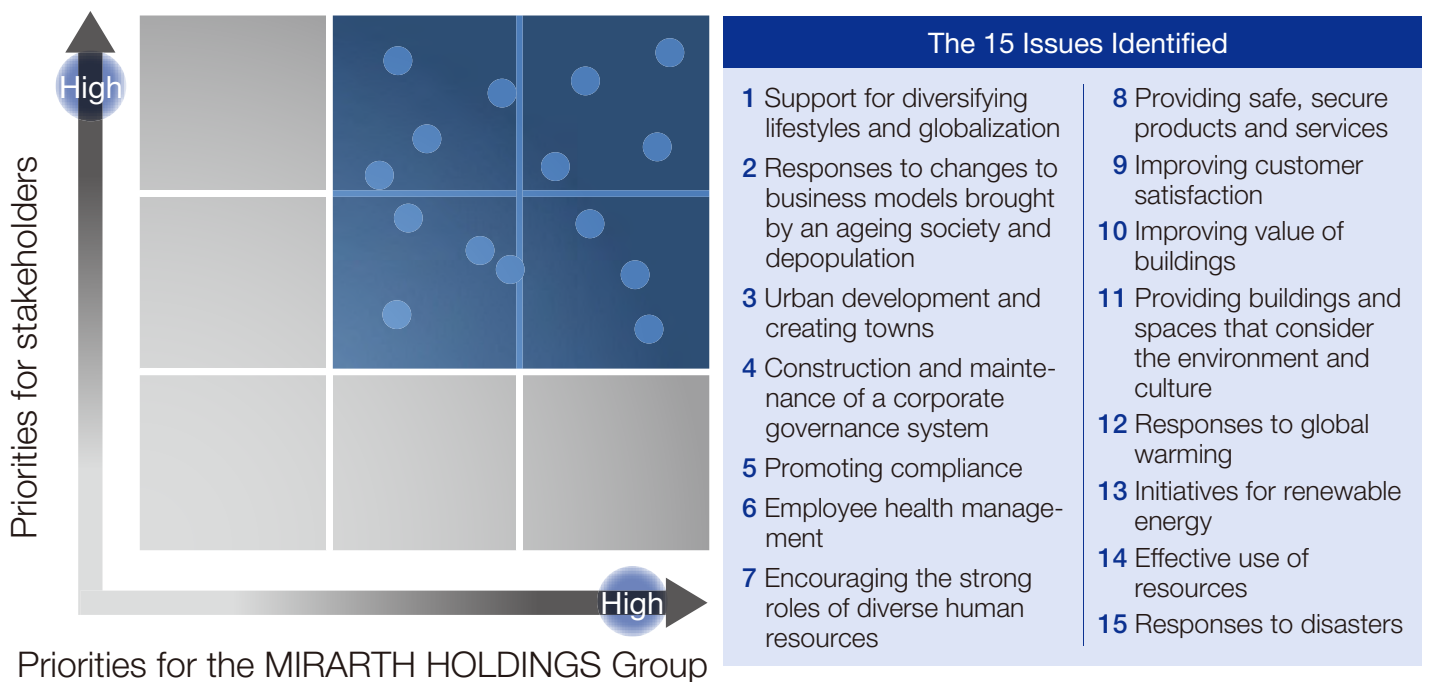 High
Priorities for stakeholders
High
Priorities for the MIRARTH HOLDINGS Group
The 15 Issues Identified
1 Support for diversifying
lifestyles and globalization
2 Responses to changes to
business models brought
by an ageing society and
depopulation
3 Urban development and
creating towns
4 Construction and mainte-
nance of a corporate
governance system
5 Promoting compliance
6 Employee health manage-
ment
7 Encouraging the strong
roles of diverse human
resources
8 Providing safe, secure
products and services
9 Improving customer
satisfaction
10 Improving value of
buildings
11 Providing buildings and
spaces that consider
the environment and
culture
12 Responses to global
warming
13 Initiatives for renewable
energy
14 Effective use of
resources
15 Responses to disasters